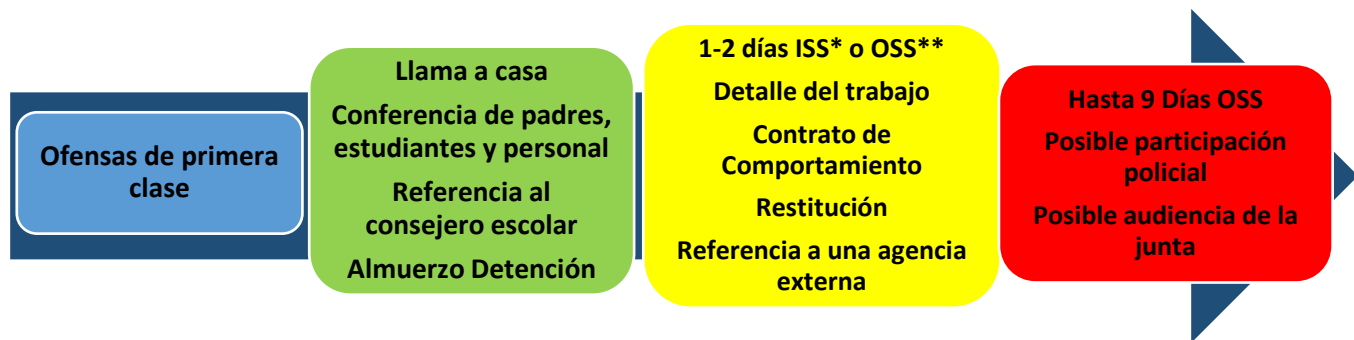 Ofensas de primera
clase
Llama a casa
Conferencia de padres,
estudiantes y personal
Referencia al
consejero escolar
Almuerzo Detención
1-2 días ISS* o OSS**
Detalle del trabajo
Contrato de
Comportamiento
Restitución
Referencia a una agencia
externa
Hasta 9 Días OSS
Posible participación
policial
Posible audiencia de la
junta